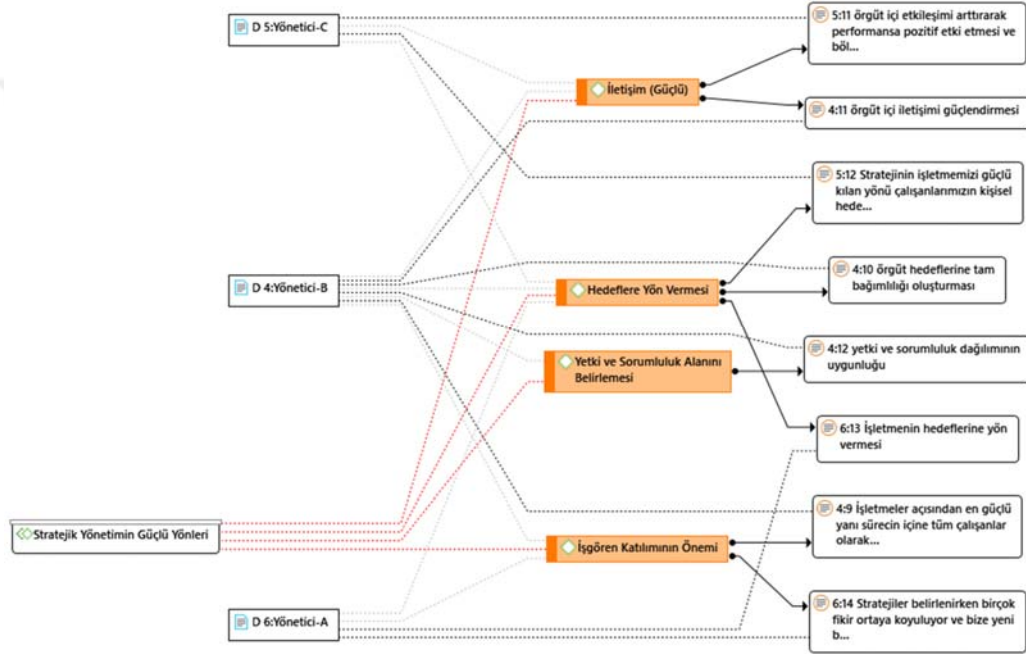 D 5:Yönetici-C
5:11 örgüt içi etkileşimi arttırarak
performansa pozitif etki etmesi ve
böl...
İletişim (Güçlü)
4:11 örgüt içi iletişimi güçlendirmesi
5:12 Stratejinin işletmemizi güçlü
kılan yönü çalışanlarımızın kişisel
hede...
D 4:Yönetici-B
Hedeflere Yön Vermesi
4:10 örgüt hedeflerine tam
bağımlılığı oluşturması
Yetki ve Sorumluluk Alanını
Belirlemesi
4:12 yetki ve sorumluluk dağılımının
uygunluğu
6:13 İşletmenin hedeflerine yön
vermesi
Stratejik Yönetimin Güçlü Yönleri
İşgören Katılımının Önemi
4:9 İşletmeler açısından en güçlü
yanı sürecin içine tüm çalışanlar
olarak...
D 6:Yönetici-A
6:14 Stratejiler belirlenirken birçok
fikir ortaya koyuluyor ve bize yeni
b...